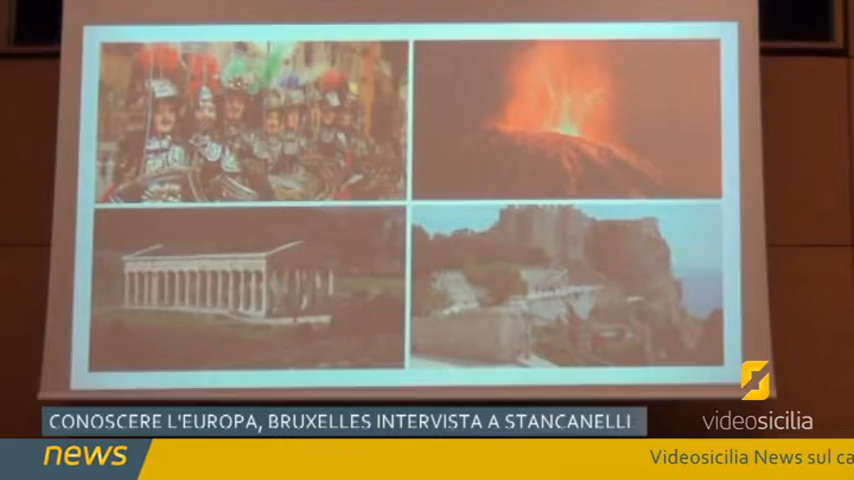 CONOSCERE L'EUROPA, BRUXELLES INTERVISTA A STANCANELLI
videosicilia
news
Videosicilia News sul ca